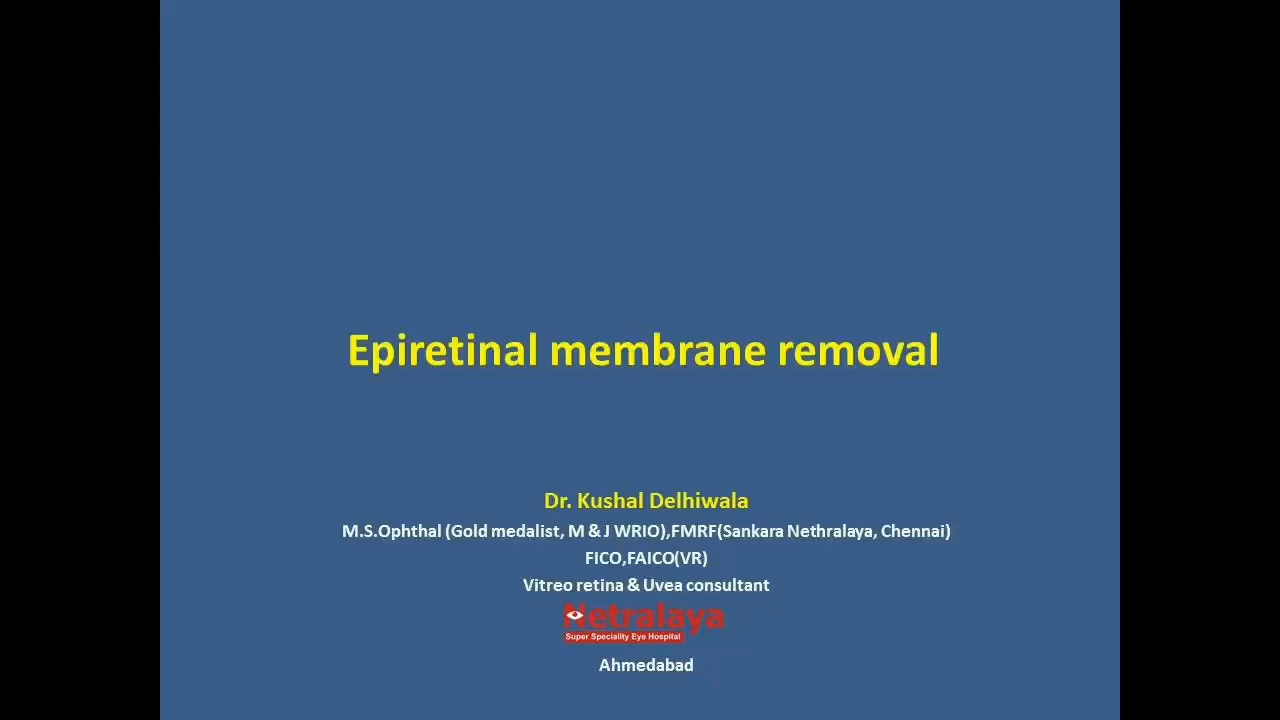 Epiretinal membrane removal
Dr. Kushal Delhiwala
M.S.Ophthal (Gold medalist, M & J WRIO),FMRF(Sankara Nethralaya, Chennai)
FICO,FAICO(VR)
Vitreo retina & Uvea consultant
Netralaya
Super Speciality Eye Hospital
Ahmedabad